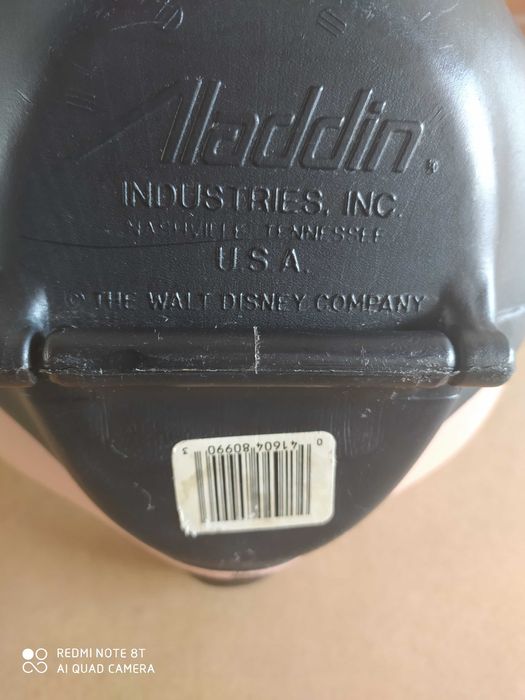 Aladdin®
INDUSTRIES, INC.
NASHVILLE, TENNESSEE
U.S.A.
© THE WALT DISNEY COMPANY
0 41604 80990 3
REDMI NOTE 8T
AI QUAD CAMERA